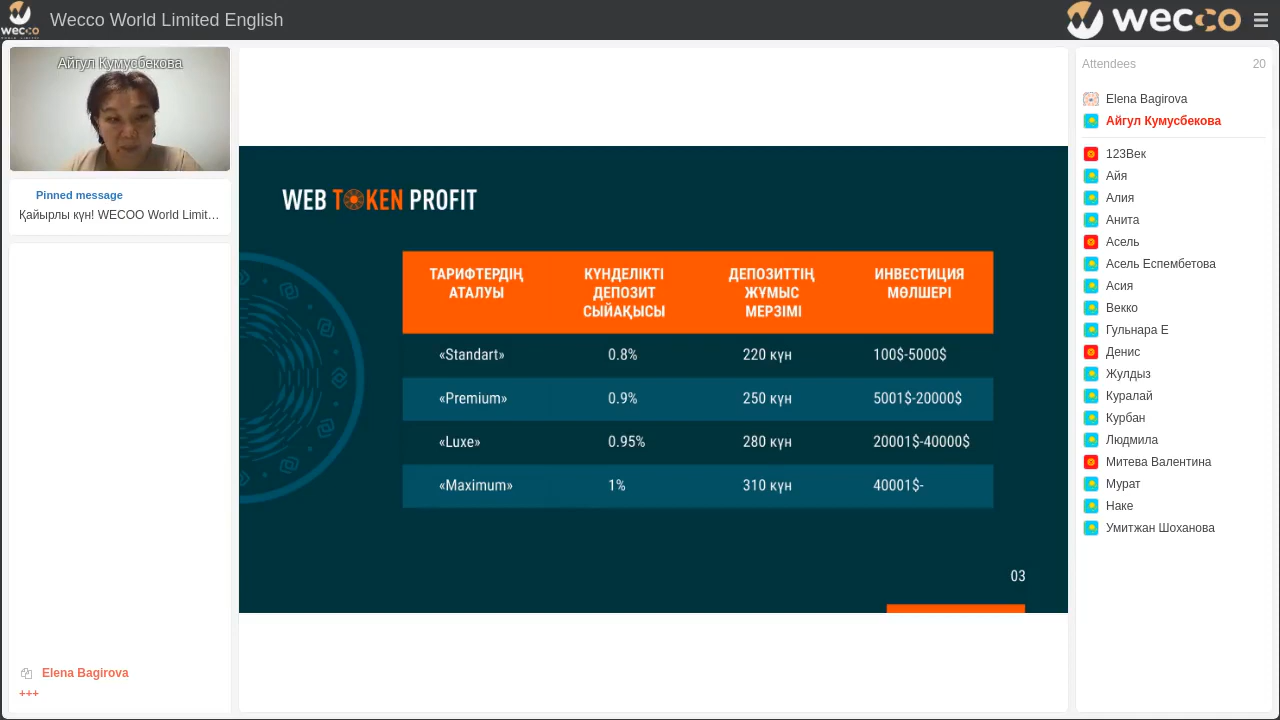 wecco
Wecco World Limited English
wecco
Айгул Кумусбекова
Pinned message
Қайырлы күн! WECOO World Limit…
Elena Bagirova
+++
WEB TOKEN PROFIT
ТАРИФТЕРДІҢ АТАЛУЫ
КҮНДЕЛІКТІ ДЕПОЗИТ СЫЙАҚЫСЫ
ДЕПОЗИТТІҢ ЖҰМЫС МЕРЗІМІ
ИНВЕСТИЦИЯ МӨЛШЕРІ
«Standart» 0.8% 220 күн 100$-5000$
«Premium» 0.9% 250 күн 5001$-20000$
«Luxe» 0.95% 280 күн 20001$-40000$
«Maximum» 1% 310 күн 40001$-
03
Attendees 20
Elena Bagirova
Айгул Кумусбекова
123Век
Айя
Алия
Анита
Асель
Асель Еспембетова
Асия
Векко
Гульнара Е
Денис
Жулдыз
Куралай
Курбан
Людмила
Митева Валентина
Мурат
Наке
Умитжан Шоханова